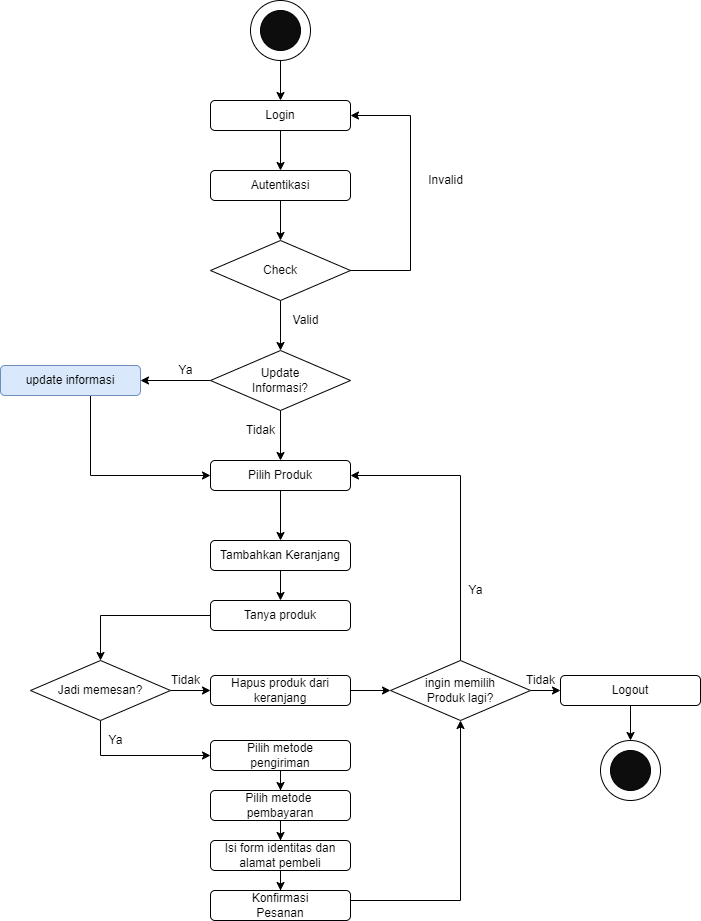 Login
Autentikasi
Invalid
Check
Valid
Update
Informasi?
Ya
update informasi
Tidak
Pilih Produk
Tambahkan Keranjang
Tanya produk
Ya
Jadi memesan?
Tidak
Hapus produk dari
keranjang
ingin memilih
Produk lagi?
Tidak
Logout
Ya
Pilih metode
pengiriman
Pilih metode
pembayaran
Isi form identitas dan
alamat pembeli
Konfirmasi
Pesanan